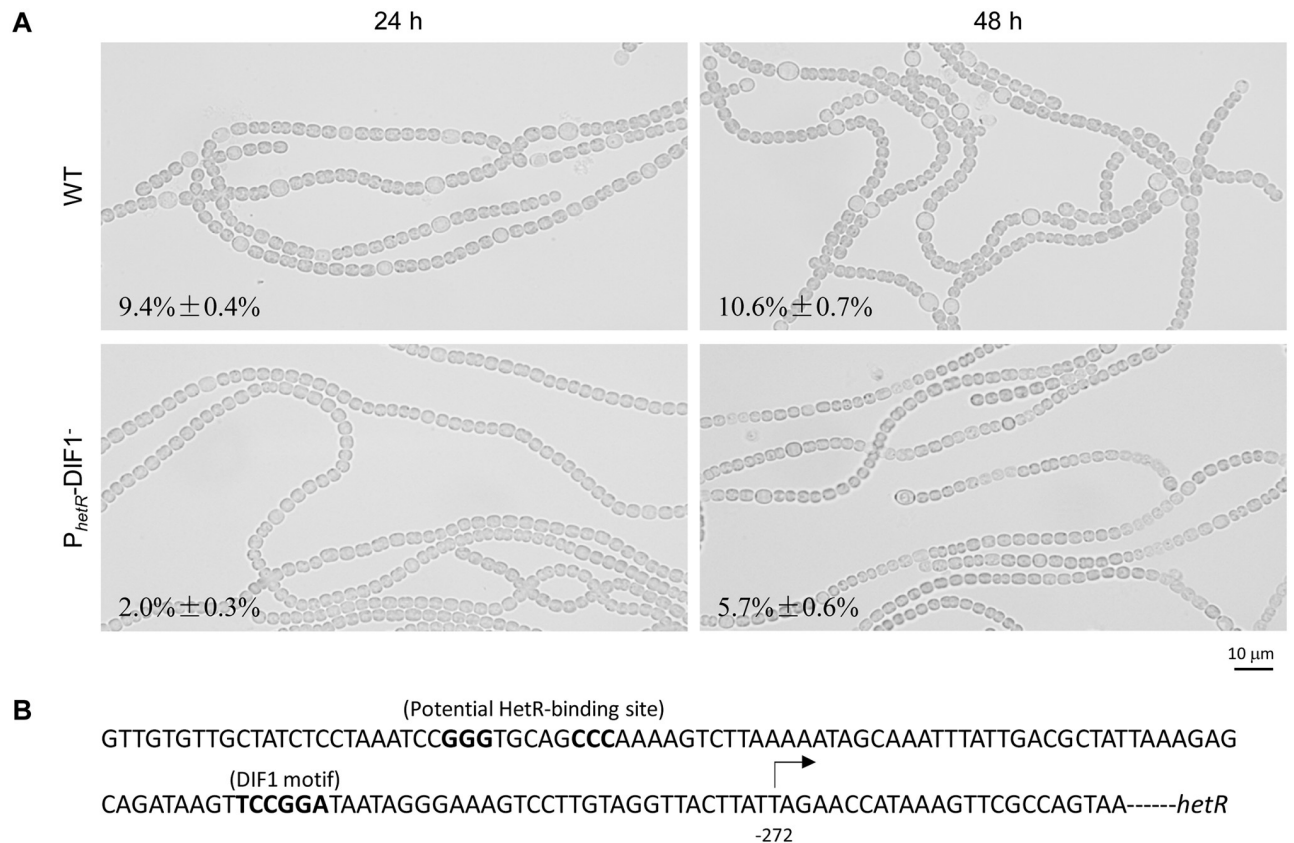 A
24 h
48 h
WT
9.4%±0.4%
10.6%±0.7%
PhetR-DIF1-
2.0%±0.3%
5.7%±0.6%
10 μm
B
(Potential HetR-binding site)
GTTGTGTTGCTATCTCCTAAATCCGGGTGCAGCCCAAAAGTCTTAAAAATAGCAAATTTATTGACGCTATTAAAGAG
(DIF1 motif)
CAGATAAGTTCCGGATAATAGGGAAAGTCCTTGTAGGTTACTTATTAGAACCATAAAGTTCGCCAGTAA------hetR
-272